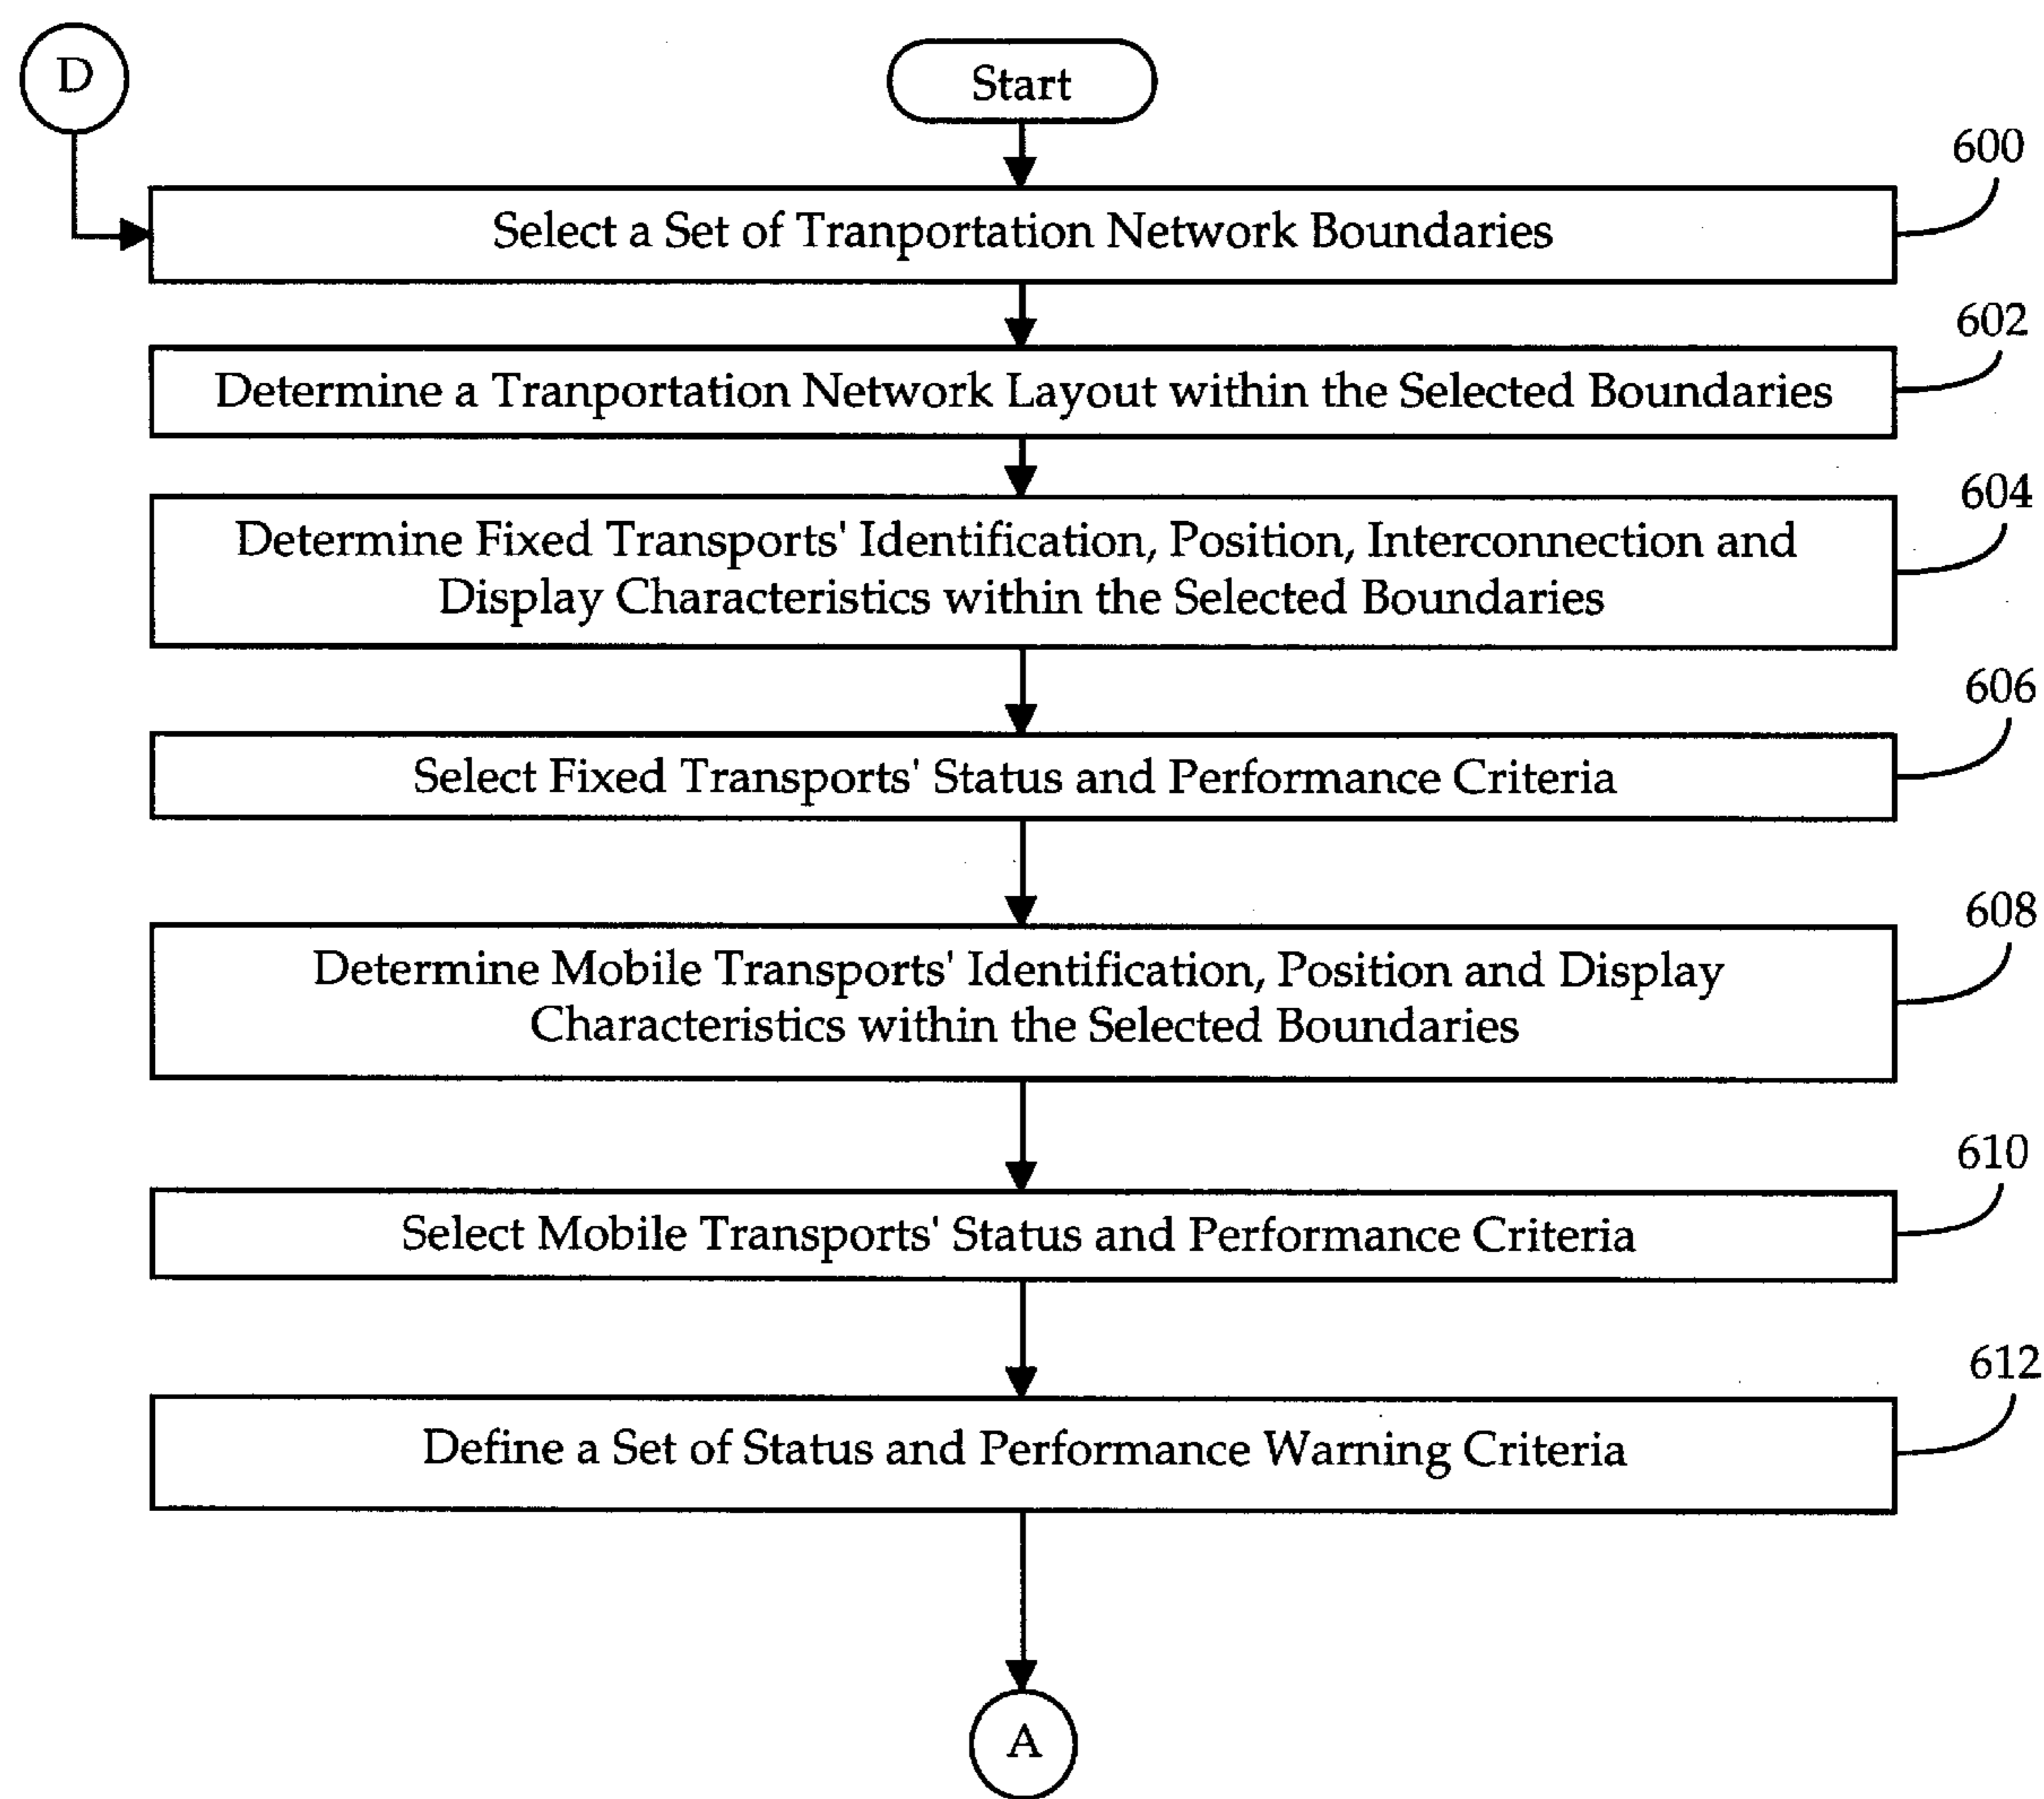 D
Start
600
Select a Set of Tranportation Network Boundaries
602
Determine a Tranportation Network Layout within the Selected Boundaries
604
Determine Fixed Transports' Identification, Position, Interconnection and
Display Characteristics within the Selected Boundaries
606
Select Fixed Transports' Status and Performance Criteria
608
Determine Mobile Transports' Identification, Position and Display
Characteristics within the Selected Boundaries
610
Select Mobile Transports' Status and Performance Criteria
612
Define a Set of Status and Performance Warning Criteria
A